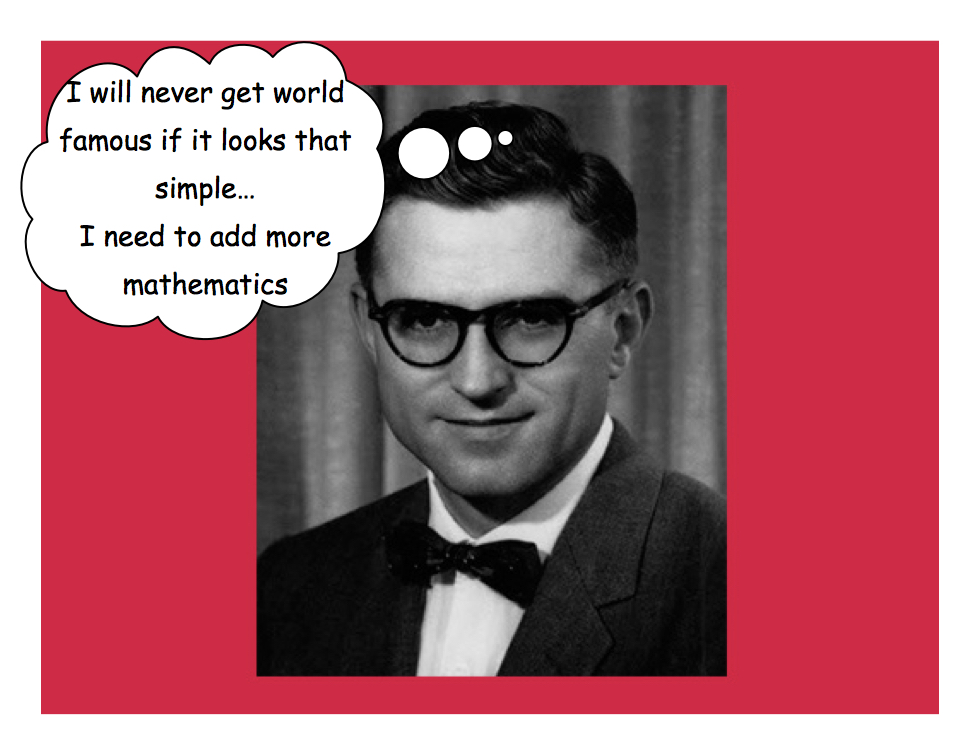 I will never get world
famous if it looks that
simple…
I need to add more
mathematics